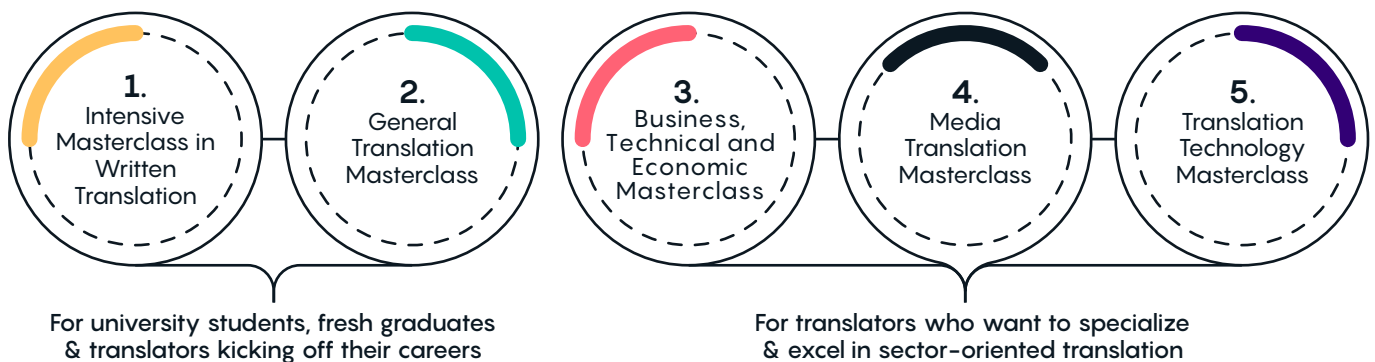 1.
Intensive
Masterclass in
Written
Translation
2.
General
Translation
Masterclass
3.
Business,
Technical and
Economic
Masterclass
4.
Media
Translation
Masterclass
5.
Translation
Technology
Masterclass
For university students, fresh graduates
& translators kicking off their careers
For translators who want to specialize
& excel in sector-oriented translation